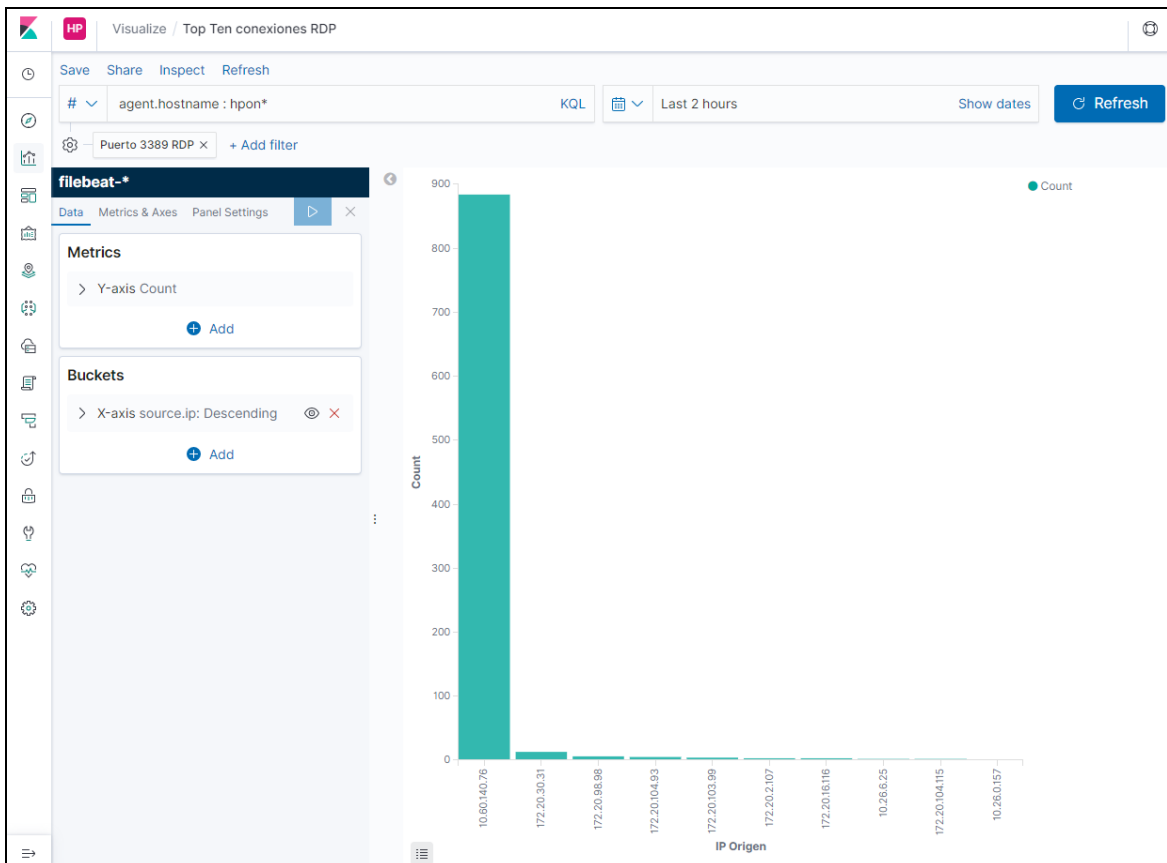 HP Visualize / Top Ten conexiones RDP
Save Share Inspect Refresh
# agent.hostname : hpon* KQL Last 2 hours Show dates Refresh
Puerto 3389 RDP × + Add filter
filebeat-*
Data Metrics & Axes Panel Settings
Metrics
Y-axis Count
Add
Buckets
X-axis source.ip: Descending
Add
Count
900
800
700
600
500
400
300
200
100
0
Count
10.60.140.76
172.20.30.31
172.20.98.98
172.20.104.93
172.20.103.99
172.20.2.107
172.20.16.116
10.26.6.25
172.20.104.115
10.26.0.157
IP Origen